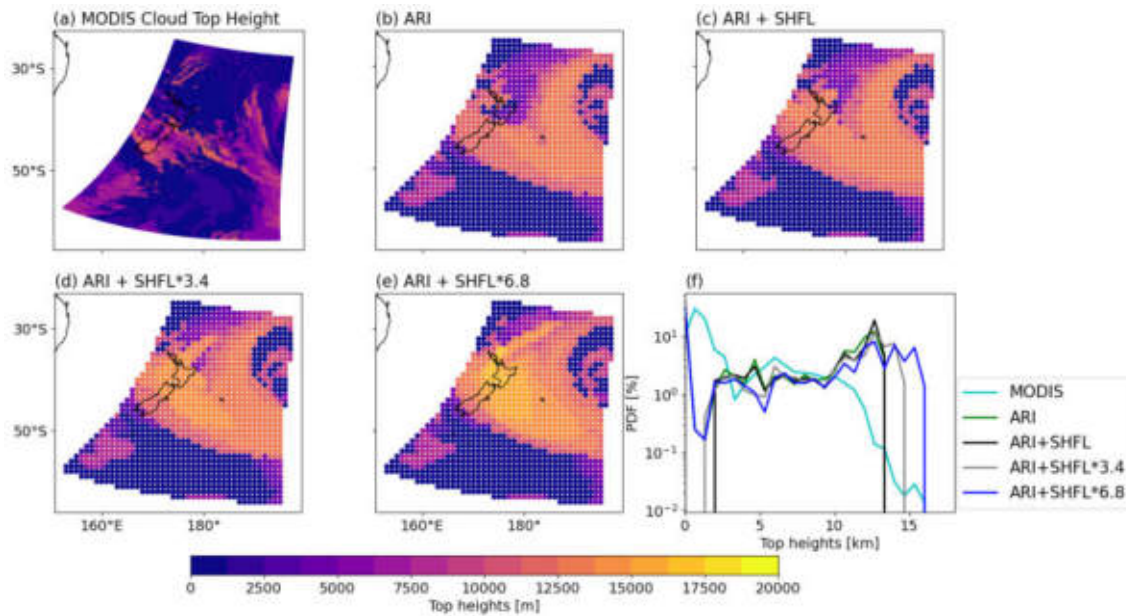 (a) MODIS Cloud Top Height
(b) ARI
(c) ARI + SHFL
30°S
50°S
(d) ARI + SHFL*3.4
(e) ARI + SHFL*6.8
(f)
30°S
50°S
160°E
180°
160°E
180°
PDF [%]
10¹
10⁰
10⁻¹
10⁻²
0
5
10
15
Top heights [km]
MODIS
ARI
ARI+SHFL
ARI+SHFL*3.4
ARI+SHFL*6.8
0
2500
5000
7500
10000
12500
15000
17500
20000
Top heights [m]